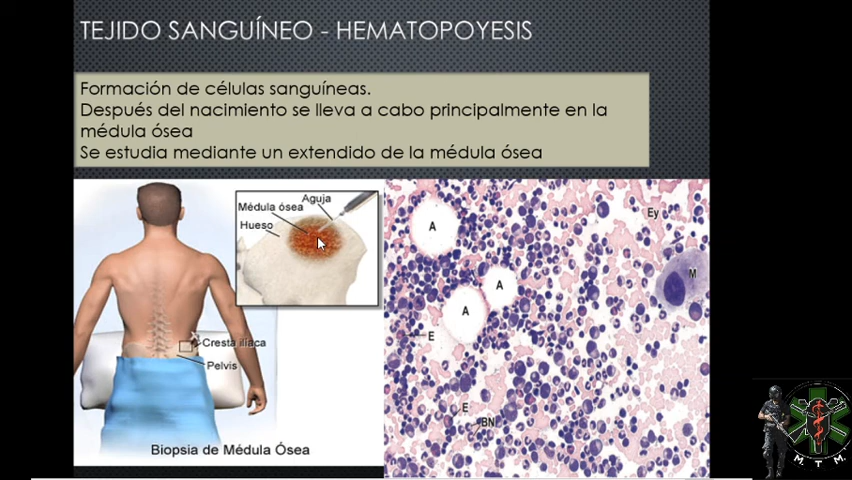 TEJIDO SANGUÍNEO - HEMATOPOYESIS
Formación de células sanguíneas.
Después del nacimiento se lleva a cabo principalmente en la
médula ósea
Se estudia mediante un extendido de la médula ósea
Aguja
Médula ósea
Hueso
Cresta ilíaca
Pelvis
Biopsia de Médula Ósea
A
Ey
M
A
A
E
E
BN
M. T. M.